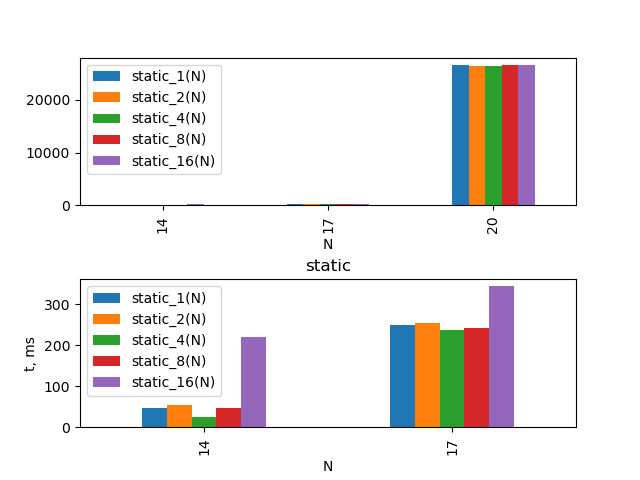 20000
10000
0
static_1(N)
static_2(N)
static_4(N)
static_8(N)
static_16(N)
14
17
20
N
static
t, ms
300
200
100
0
static_1(N)
static_2(N)
static_4(N)
static_8(N)
static_16(N)
14
17
N